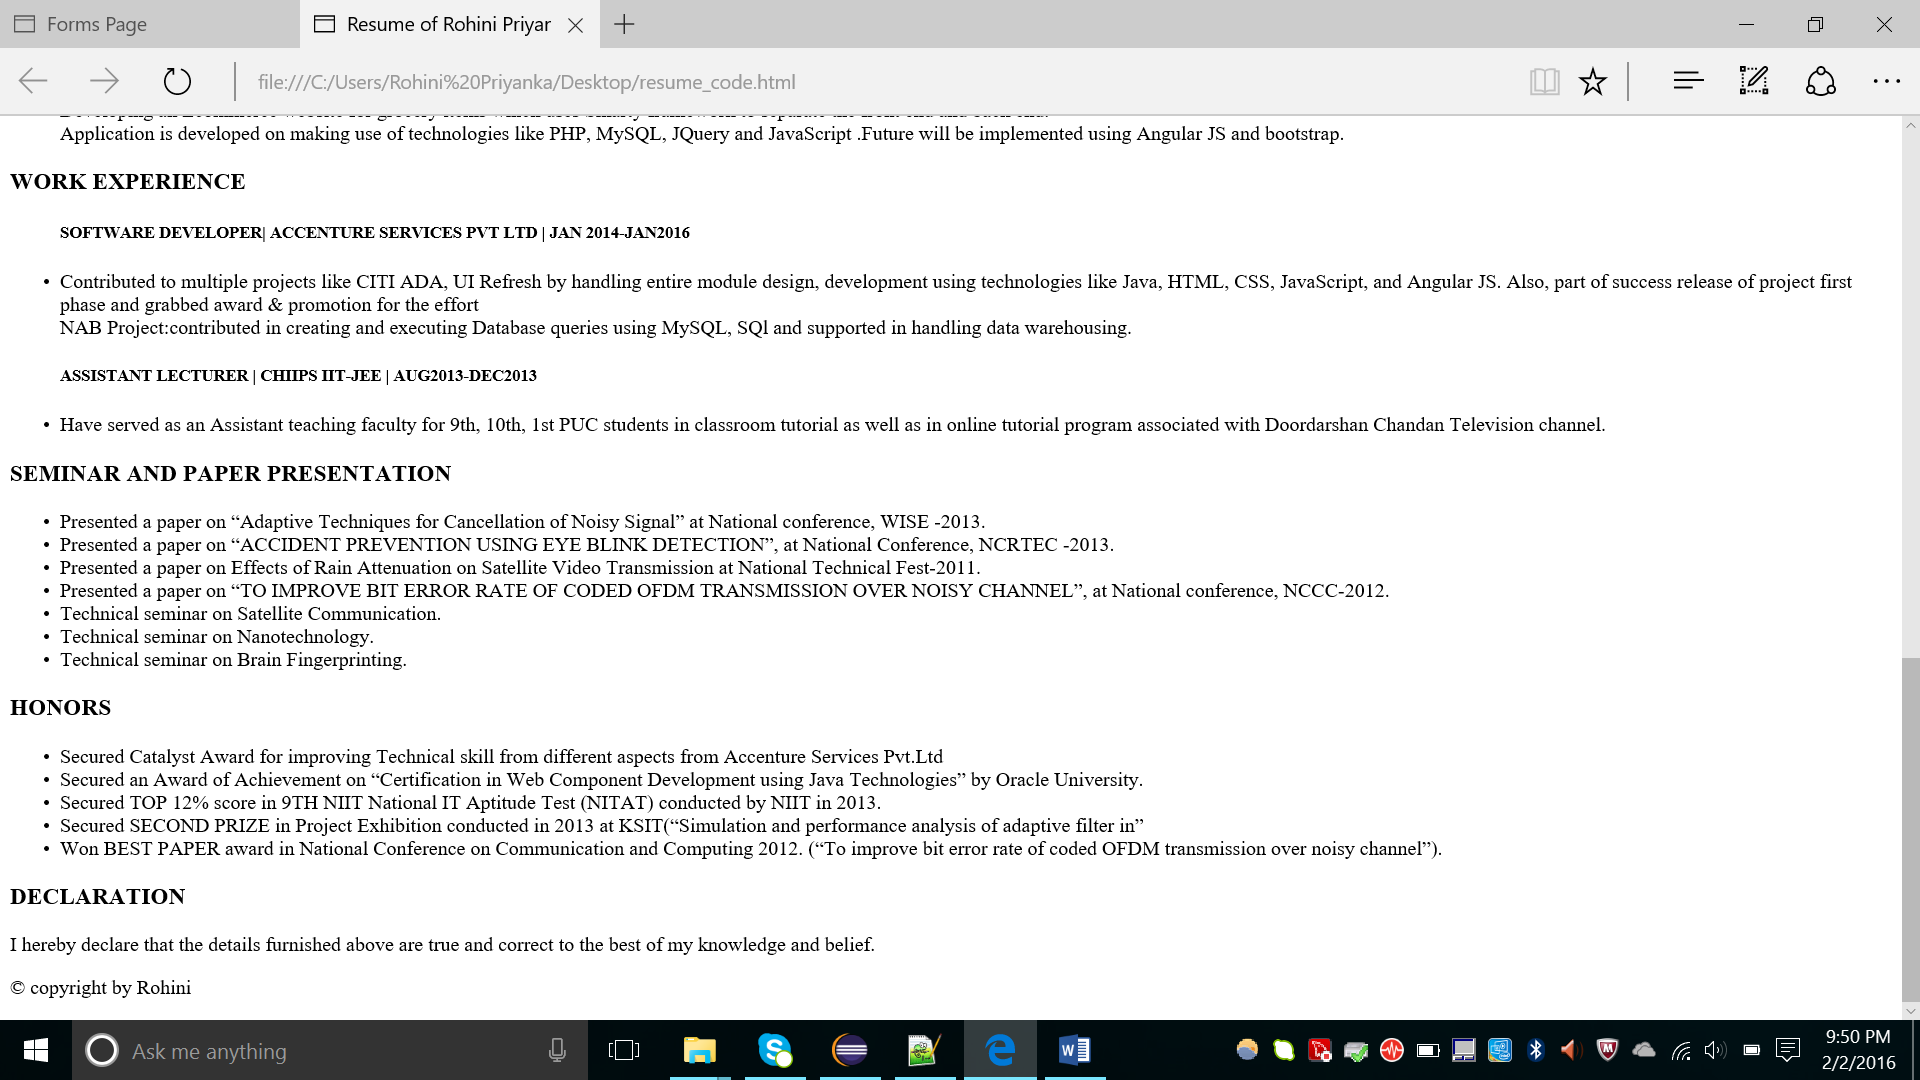 Forms Page
Resume of Rohini Priyar
file:///C:/Users/Rohini%20Priyanka/Desktop/resume_code.html
Application is developed on making use of technologies like PHP, MySQL, JQuery and JavaScript .Future will be implemented using Angular JS and bootstrap.
WORK EXPERIENCE
SOFTWARE DEVELOPER| ACCENTURE SERVICES PVT LTD | JAN 2014-JAN2016
• Contributed to multiple projects like CITI ADA, UI Refresh by handling entire module design, development using technologies like Java, HTML, CSS, JavaScript, and Angular JS. Also, part of success release of project first
phase and grabbed award & promotion for the effort
NAB Project:contributed in creating and executing Database queries using MySQL, SQl and supported in handling data warehousing.
ASSISTANT LECTURER | CHIIPS IIT-JEE | AUG2013-DEC2013
• Have served as an Assistant teaching faculty for 9th, 10th, 1st PUC students in classroom tutorial as well as in online tutorial program associated with Doordarshan Chandan Television channel.
SEMINAR AND PAPER PRESENTATION
• Presented a paper on “Adaptive Techniques for Cancellation of Noisy Signal” at National conference, WISE -2013.
• Presented a paper on “ACCIDENT PREVENTION USING EYE BLINK DETECTION”, at National Conference, NCRTEC -2013.
• Presented a paper on Effects of Rain Attenuation on Satellite Video Transmission at National Technical Fest-2011.
• Presented a paper on “TO IMPROVE BIT ERROR RATE OF CODED OFDM TRANSMISSION OVER NOISY CHANNEL”, at National conference, NCCC-2012.
• Technical seminar on Satellite Communication.
• Technical seminar on Nanotechnology.
• Technical seminar on Brain Fingerprinting.
HONORS
• Secured Catalyst Award for improving Technical skill from different aspects from Accenture Services Pvt.Ltd
• Secured an Award of Achievement on “Certification in Web Component Development using Java Technologies” by Oracle University.
• Secured TOP 12% score in 9TH NIIT National IT Aptitude Test (NITAT) conducted by NIIT in 2013.
• Secured SECOND PRIZE in Project Exhibition conducted in 2013 at KSIT(“Simulation and performance analysis of adaptive filter in”
• Won BEST PAPER award in National Conference on Communication and Computing 2012. (“To improve bit error rate of coded OFDM transmission over noisy channel”).
DECLARATION
I hereby declare that the details furnished above are true and correct to the best of my knowledge and belief.
© copyright by Rohini
Ask me anything
9:50 PM
2/2/2016